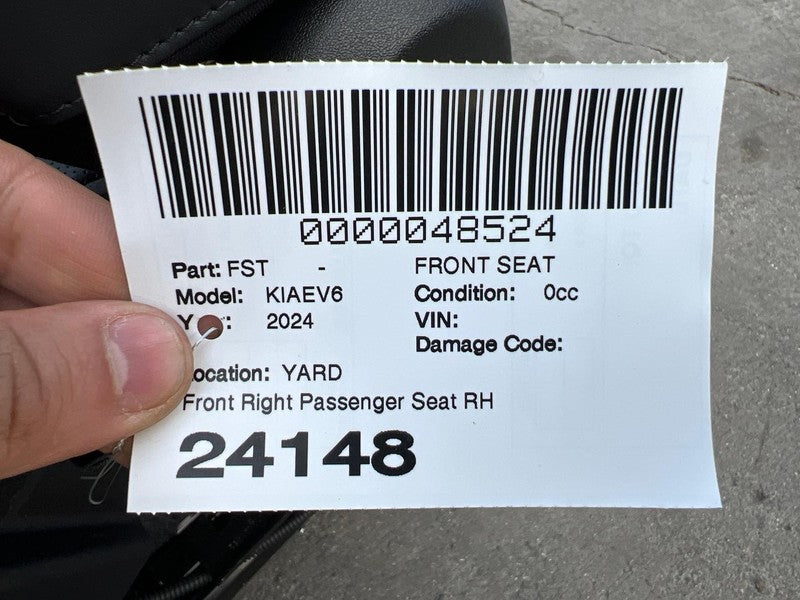 0000048524
Part: FST - FRONT SEAT
Model: KIAEV6 Condition: 0cc
Y : 2024 VIN:
Damage Code:
ocation: YARD
Front Right Passenger Seat RH
24148